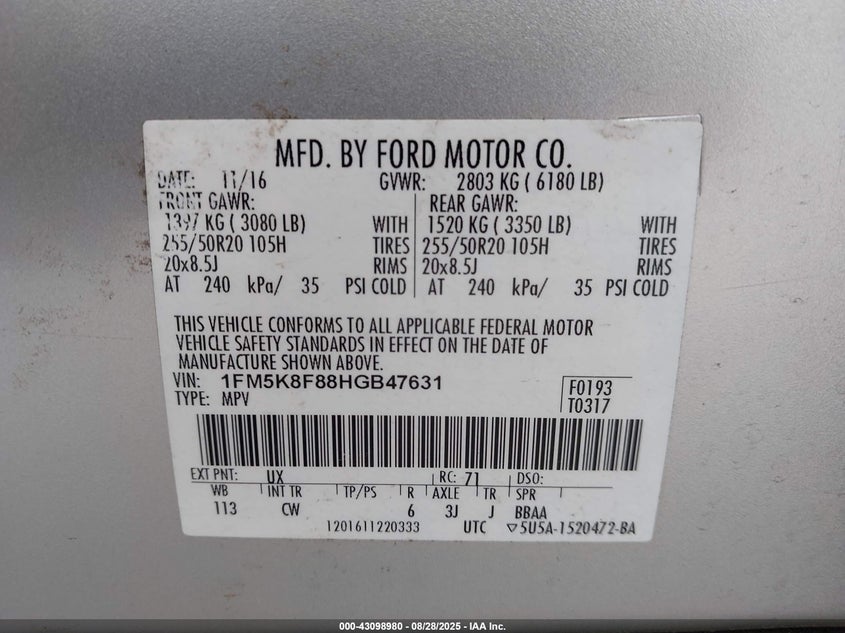 MFD. BY FORD MOTOR CO.
DATE: 11/16 GVWR: 2803 KG ( 6180 LB)
FRONT GAWR: REAR GAWR:
1397 KG ( 3080 LB) WITH 1520 KG ( 3350 LB) WITH
255/50R20 105H TIRES 255/50R20 105H TIRES
20x8.5J RIMS 20x8.5J RIMS
AT 240 kPa/ 35 PSI COLD AT 240 kPa/ 35 PSI COLD
THIS VEHICLE CONFORMS TO ALL APPLICABLE FEDERAL MOTOR
VEHICLE SAFETY STANDARDS IN EFFECT ON THE DATE OF
MANUFACTURE SHOWN ABOVE.
VIN: 1FM5K8F88HGB47631 F0193
TYPE: MPV T0317
EXT PNT: UX RC: 71 DSO:
WB INT TR TP/PS R AXLE TR SPR
113 CW 6 3J J BBAA
1201611220333 UTC ▽5U5A-1520472-BA
000-43098980 - 08/28/2025 - IAA Inc.